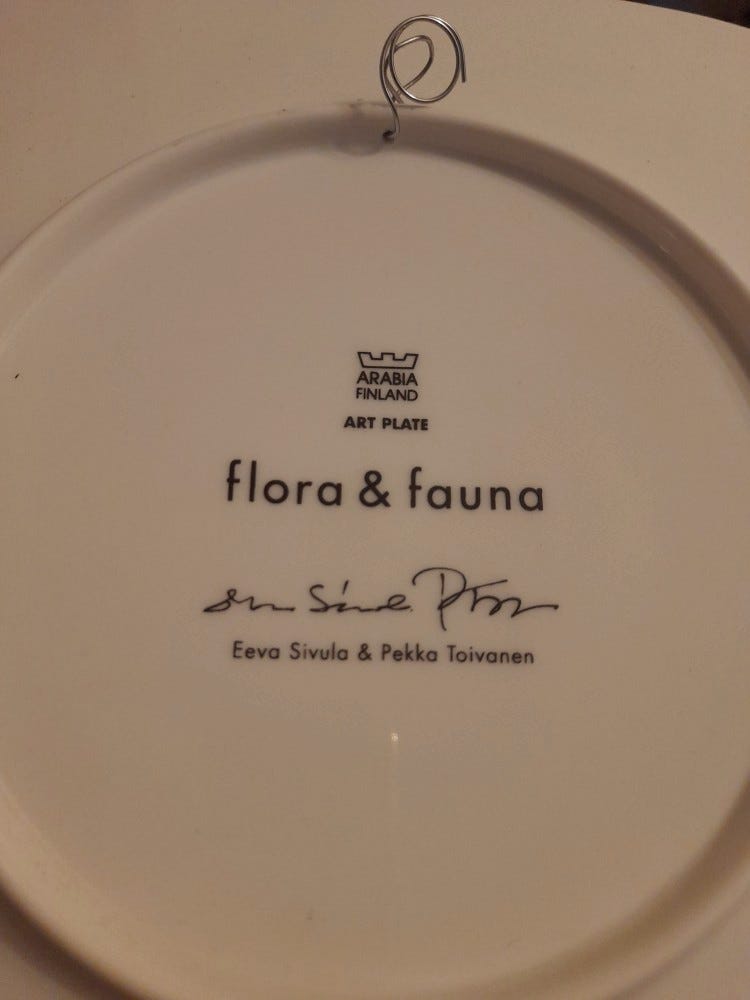 ARABIA
FINLAND
ART PLATE
flora & fauna
Eeva Sivula & Pekka Toivanen